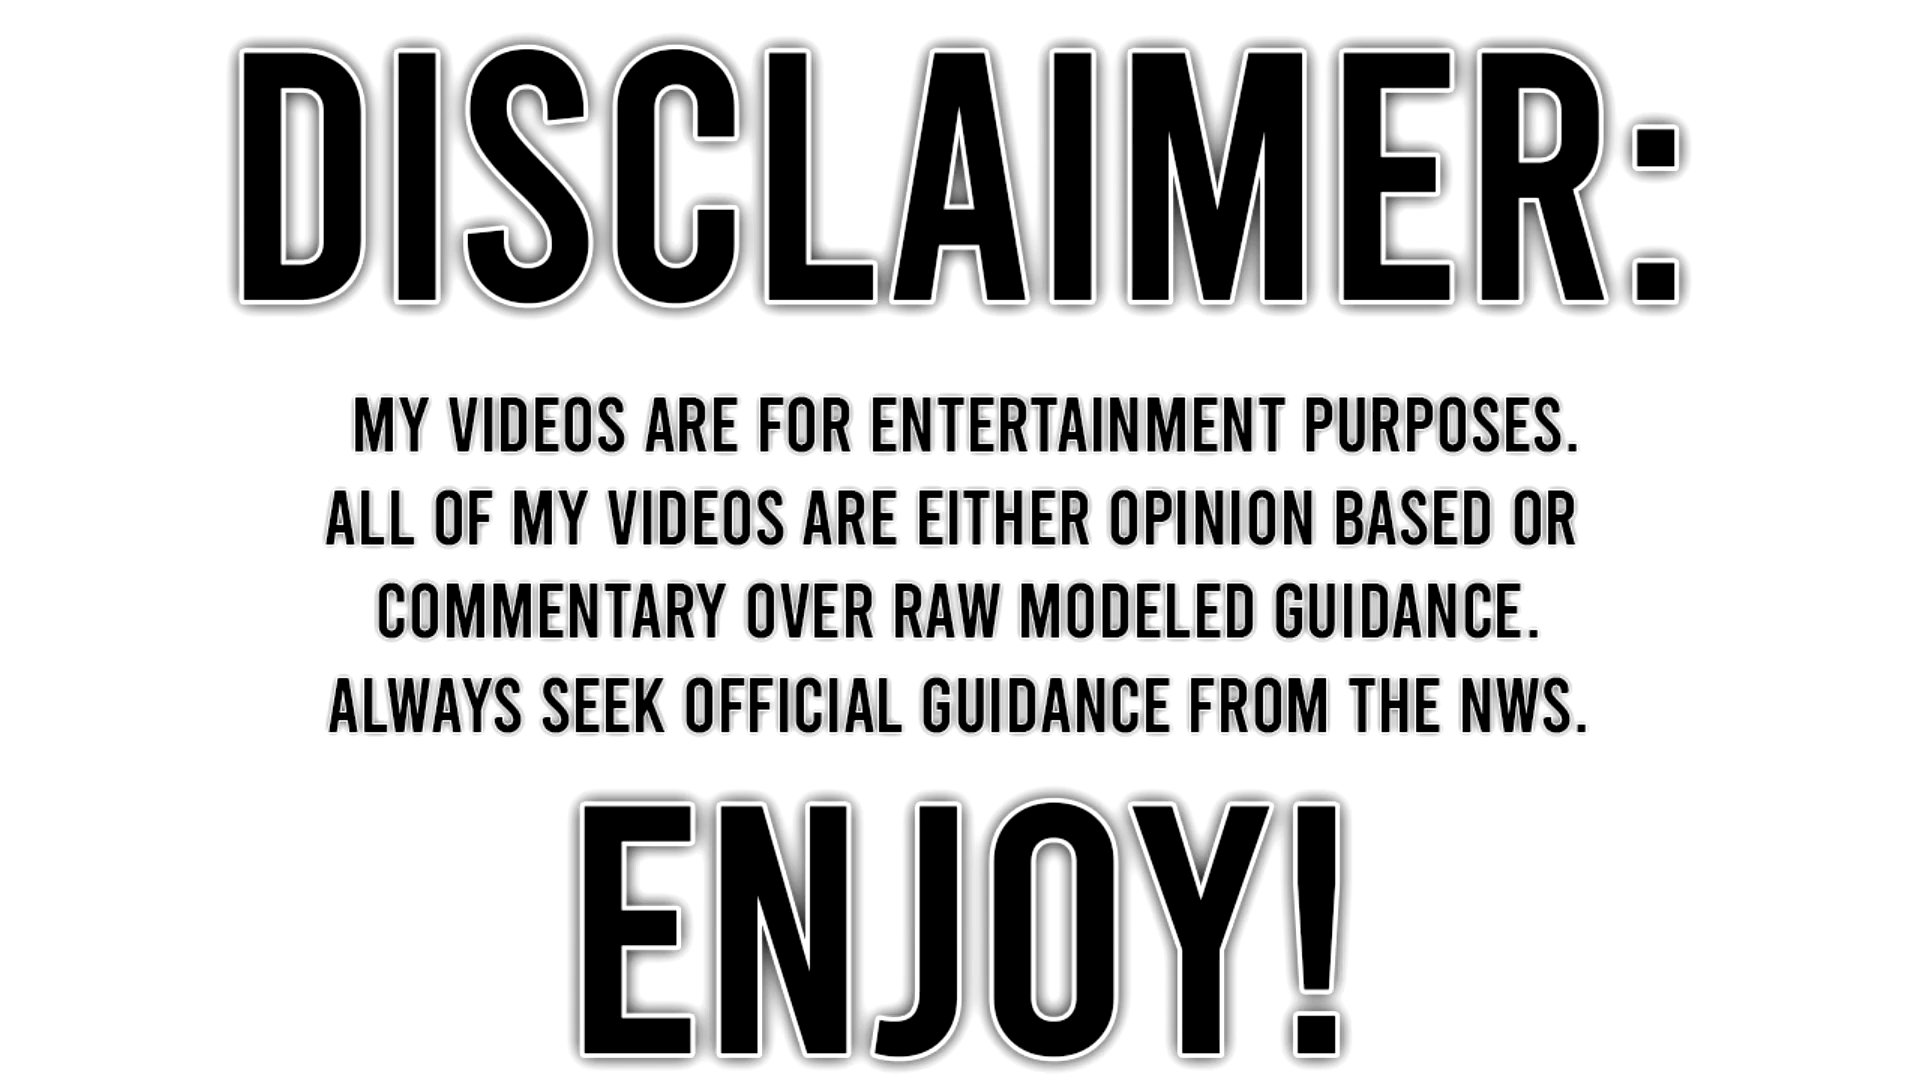 DISCLAIMER:
MY VIDEOS ARE FOR ENTERTAINMENT PURPOSES.
ALL OF MY VIDEOS ARE EITHER OPINION BASED OR
COMMENTARY OVER RAW MODELED GUIDANCE.
ALWAYS SEEK OFFICIAL GUIDANCE FROM THE NWS.
ENJOY!